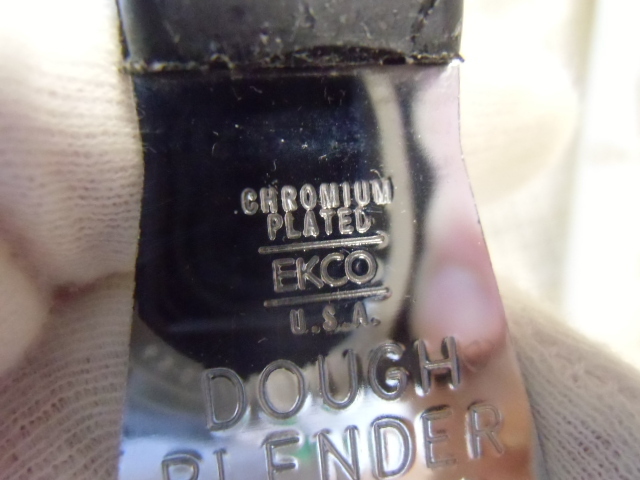 CHROMIUM
PLATED
EKCO
U.S.A.
DOUGH
BLENDER